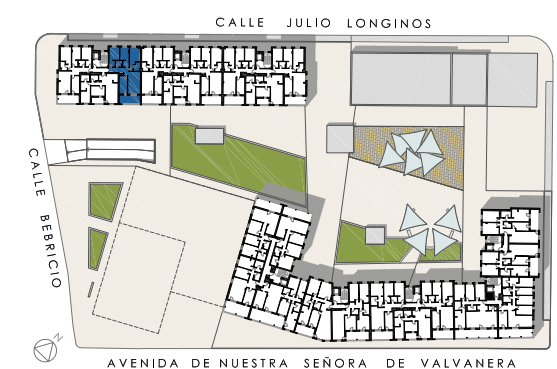 CALLE JULIO LONGINOS
CALLE BEBRICIO
N
AVENIDA DE NUESTRA SEÑORA DE VALVANERA